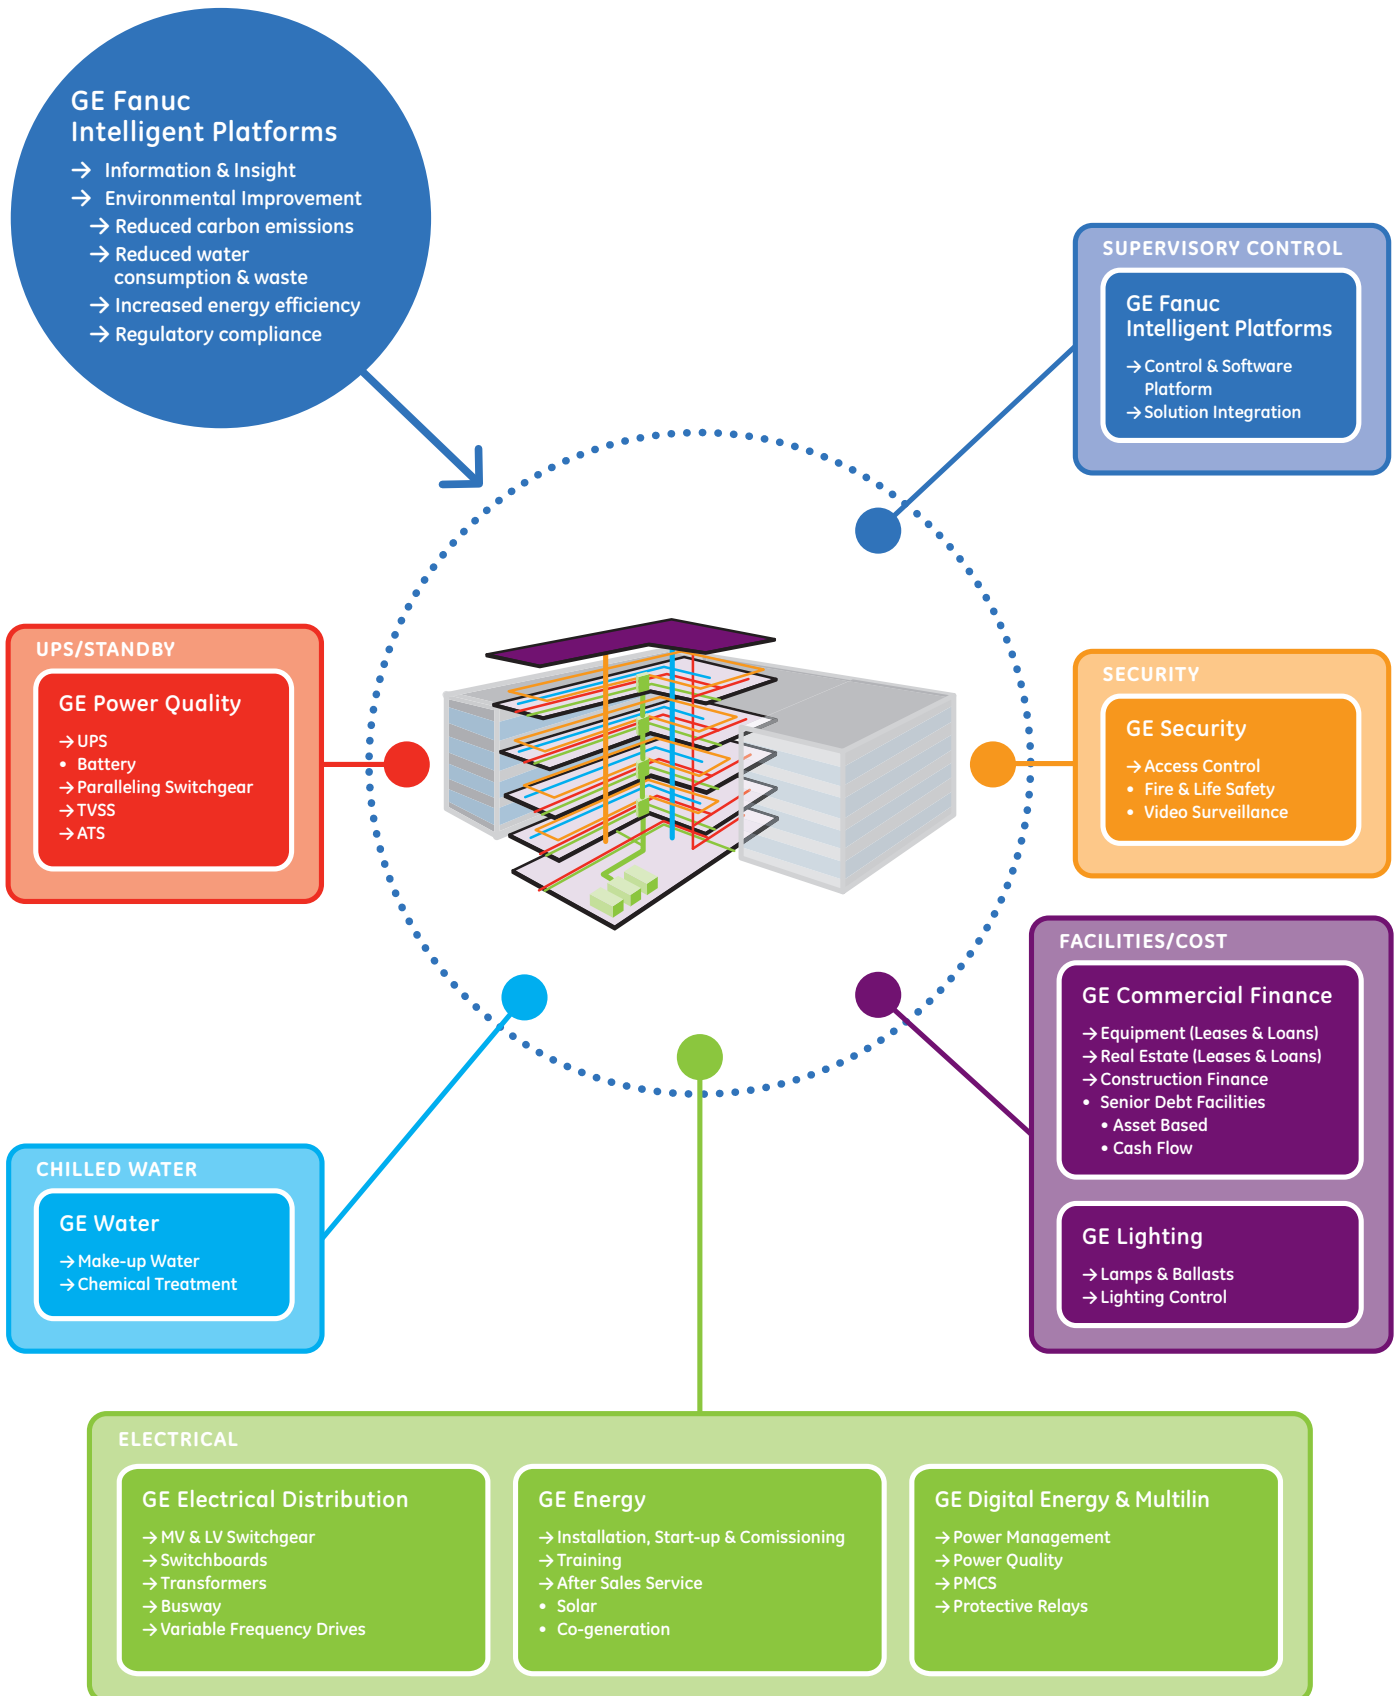 GE Fanuc
Intelligent Platforms
→ Information & Insight
→ Environmental Improvement
→ Reduced carbon emissions
→ Reduced water
consumption & waste
→ Increased energy efficiency
→ Regulatory compliance
SUPERVISORY CONTROL
GE Fanuc
Intelligent Platforms
→ Control & Software
Platform
→ Solution Integration
UPS/STANDBY
GE Power Quality
→ UPS
• Battery
→ Paralleling Switchgear
→ TVSS
→ ATS
SECURITY
GE Security
→ Access Control
• Fire & Life Safety
• Video Surveillance
FACILITIES/COST
GE Commercial Finance
→ Equipment (Leases & Loans)
→ Real Estate (Leases & Loans)
→ Construction Finance
• Senior Debt Facilities
• Asset Based
• Cash Flow
GE Lighting
→ Lamps & Ballasts
→ Lighting Control
CHILLED WATER
GE Water
→ Make-up Water
→ Chemical Treatment
ELECTRICAL
GE Electrical Distribution
→ MV & LV Switchgear
→ Switchboards
→ Transformers
→ Busway
→ Variable Frequency Drives
GE Energy
→ Installation, Start-up & Comissioning
→ Training
→ After Sales Service
• Solar
• Co-generation
GE Digital Energy & Multilin
→ Power Management
→ Power Quality
→ PMCS
→ Protective Relays